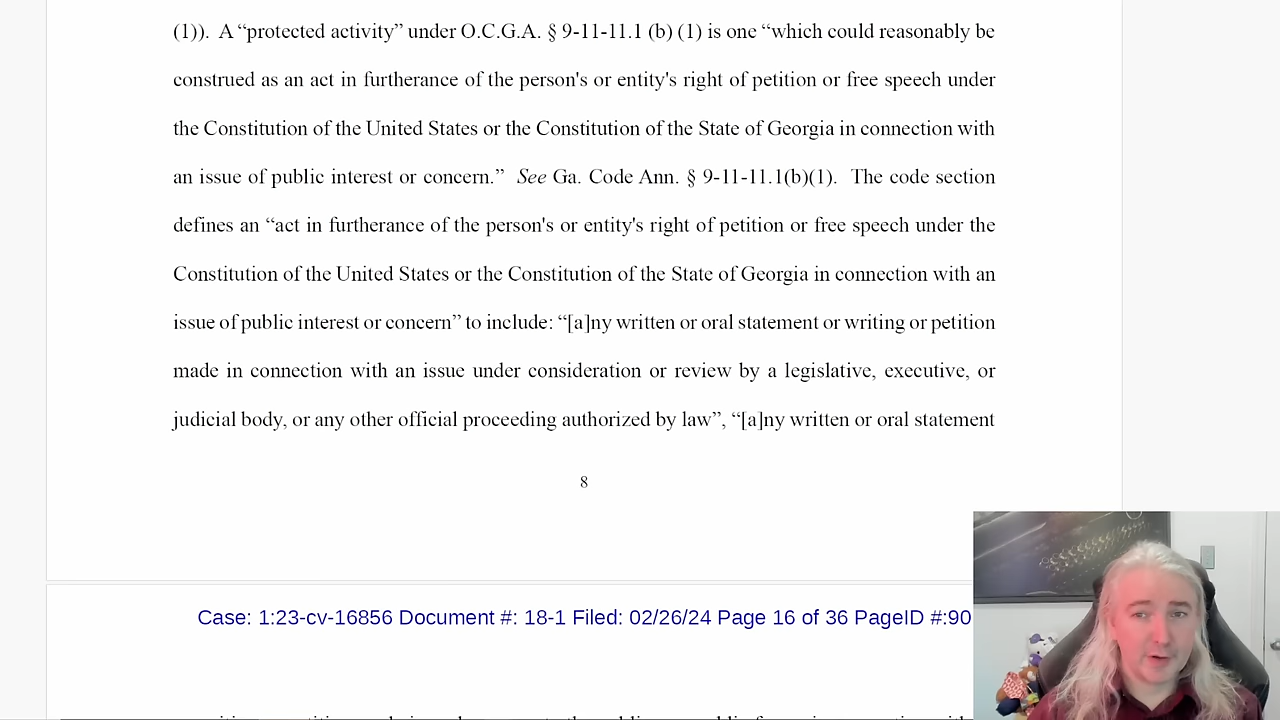 (1)). A “protected activity” under O.C.G.A. § 9-11-11.1 (b) (1) is one “which could reasonably be
construed as an act in furtherance of the person's or entity's right of petition or free speech under
the Constitution of the United States or the Constitution of the State of Georgia in connection with
an issue of public interest or concern.” See Ga. Code Ann. § 9-11-11.1(b)(1). The code section
defines an “act in furtherance of the person's or entity's right of petition or free speech under the
Constitution of the United States or the Constitution of the State of Georgia in connection with an
issue of public interest or concern” to include: “[a]ny written or oral statement or writing or petition
made in connection with an issue under consideration or review by a legislative, executive, or
judicial body, or any other official proceeding authorized by law”, “[a]ny written or oral statement
8
Case: 1:23-cv-16856 Document #: 18-1 Filed: 02/26/24 Page 16 of 36 PageID #:90